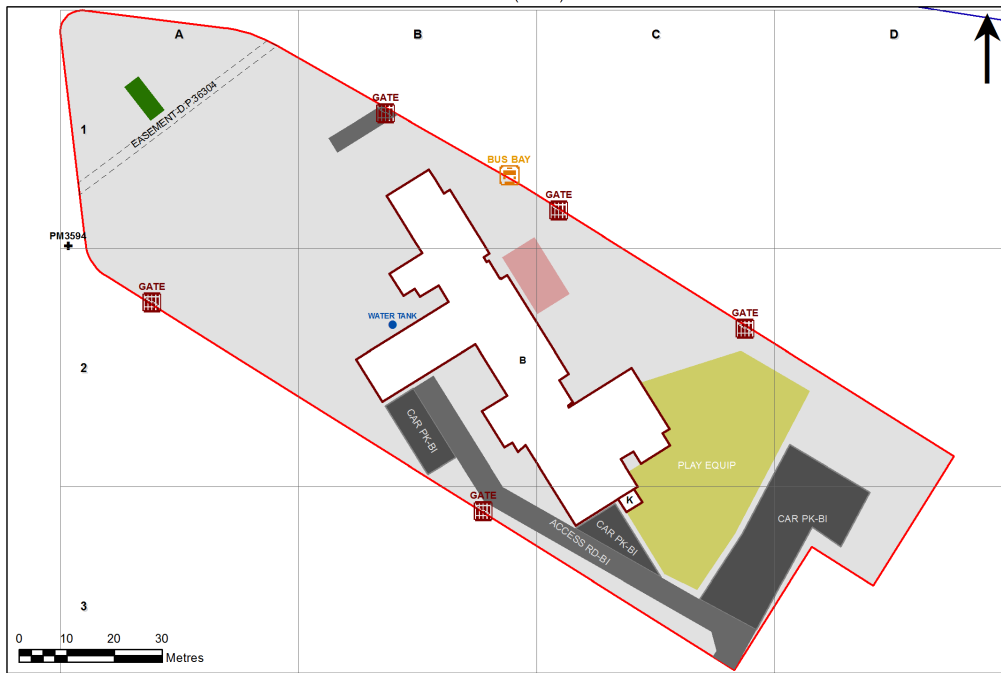 A
B
C
D
1
EASEMENT-D.P.36304
GATE
BUS BAY
GATE
PM3594
GATE
WATER TANK
GATE
2
B
CAR PK-BI
PLAY EQUIP
GATE
K
CAR PK-BI
ACCESS RD-BI
CAR PK-BI
3
0 10 20 30
Metres